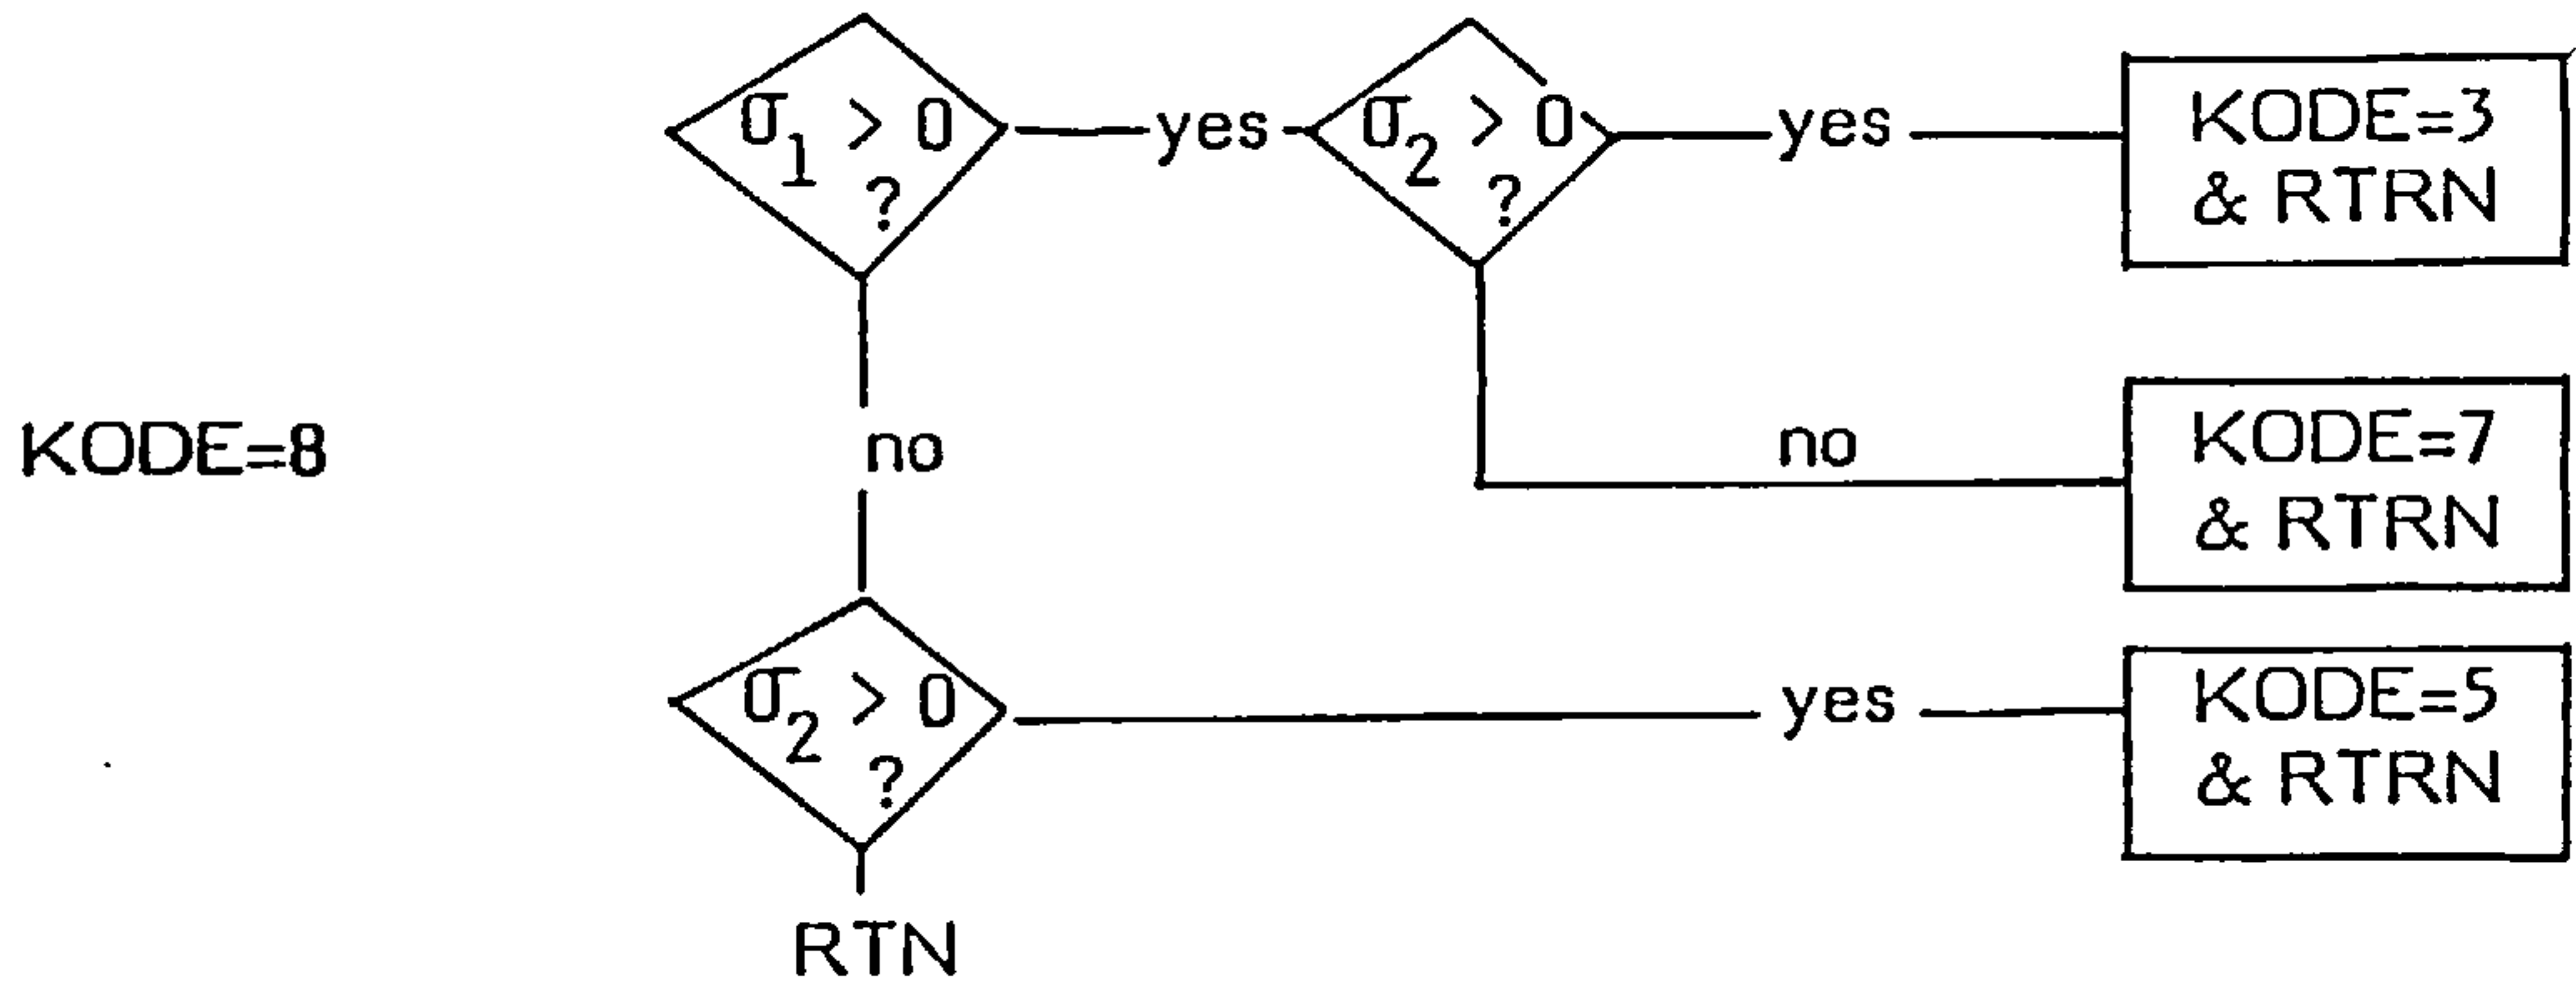 σ₁ > 0
?
yes
σ₂ > 0
?
yes
KODE=3
& RTRN
KODE=8
no
no
KODE=7
& RTRN
σ₂ > 0
?
yes
KODE=5
& RTRN
RTN